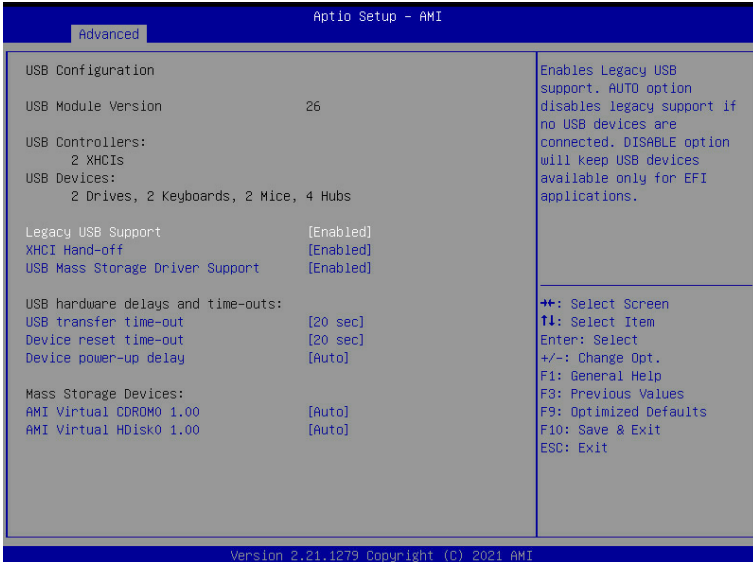 Aptio Setup – AMI
Advanced
USB Configuration
USB Module Version 26
USB Controllers:
2 XHCIs
USB Devices:
2 Drives, 2 Keyboards, 2 Mice, 4 Hubs
Legacy USB Support [Enabled]
XHCI Hand-off [Enabled]
USB Mass Storage Driver Support [Enabled]
USB hardware delays and time-outs:
USB transfer time-out [20 sec]
Device reset time-out [20 sec]
Device power-up delay [Auto]
Mass Storage Devices:
AMI Virtual CDROM0 1.00 [Auto]
AMI Virtual HDisk0 1.00 [Auto]
Enables Legacy USB
support. AUTO option
disables legacy support if
no USB devices are
connected. DISABLE option
will keep USB devices
available only for EFI
applications.
→←: Select Screen
↑↓: Select Item
Enter: Select
+/-: Change Opt.
F1: General Help
F3: Previous Values
F9: Optimized Defaults
F10: Save & Exit
ESC: Exit
Version 2.21.1279 Copyright (C) 2021 AMI